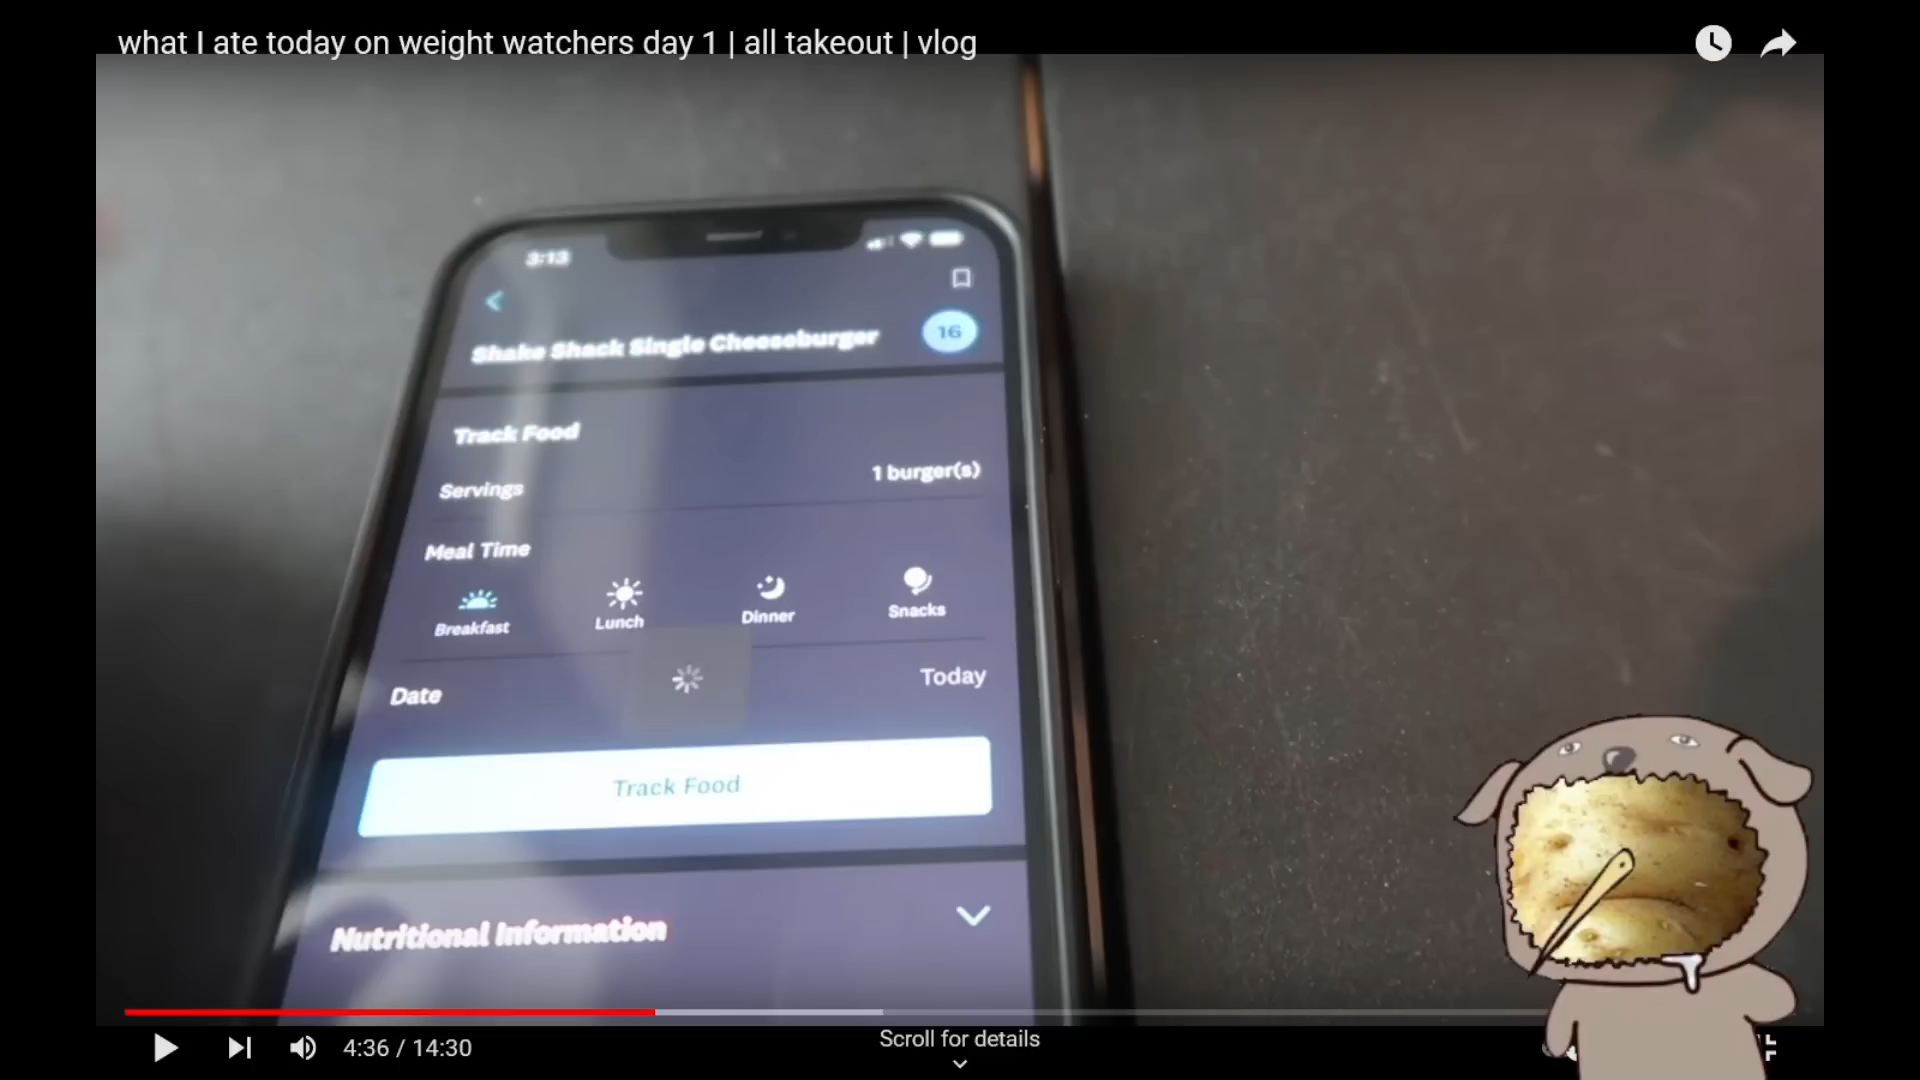 what I ate today on weight watchers day 1 | all takeout | vlog
3:13
Shake Shack Single Cheeseburger
16
Track Food
Servings
1 burger(s)
Meal Time
Breakfast
Lunch
Dinner
Snacks
Date
Today
Track Food
Nutritional Information
4:36 / 14:30
Scroll for details